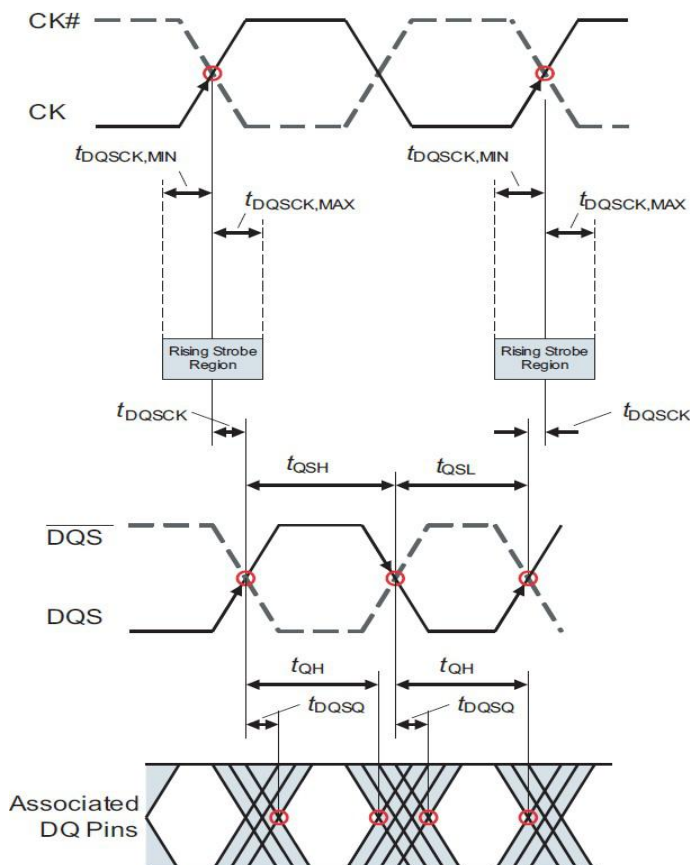 CK#
CK
tDQSCK,MIN
tDQSCK,MIN
tDQSCK,MAX
tDQSCK,MAX
Rising Strobe
Region
Rising Strobe
Region
tDQSCK
tDQSCK
tQSH
tQSL
DQS
DQS
tQH
tQH
tDQSQ
tDQSQ
Associated
DQ Pins